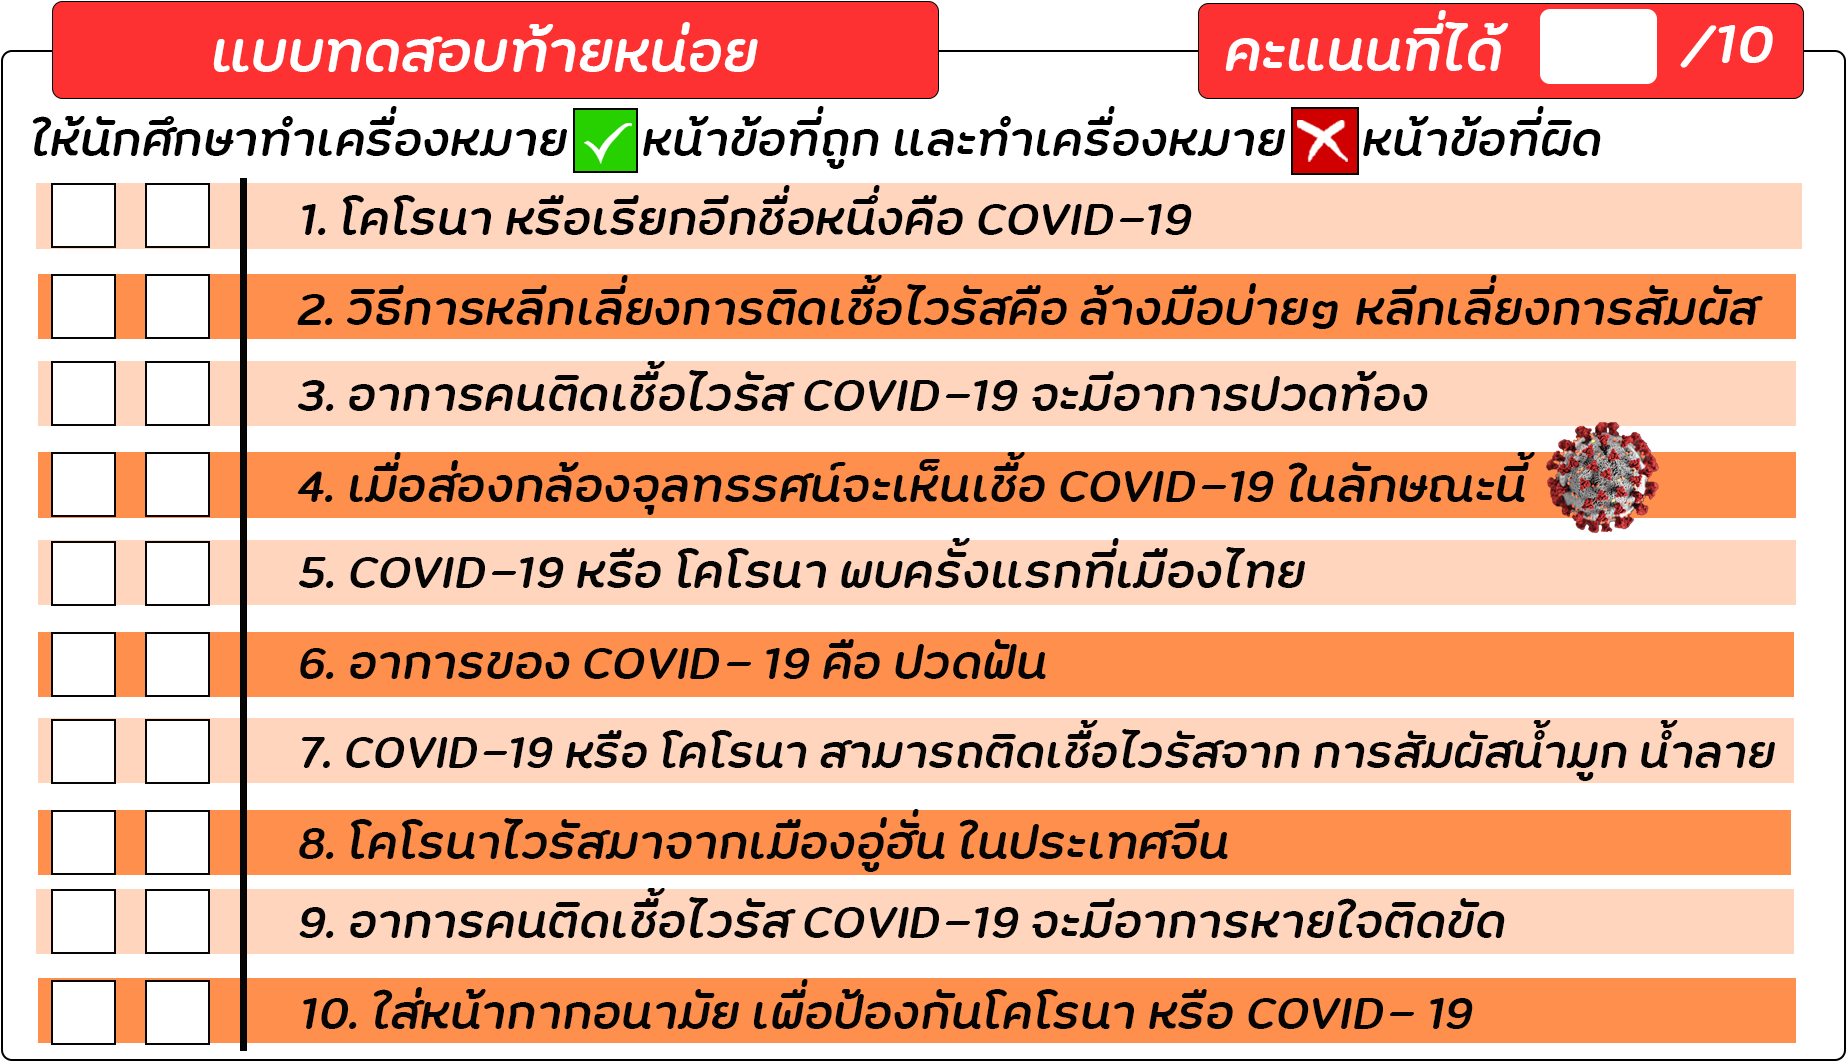 แบบทดสอบท้ายหน่อย
คะแนนที่ได้ /10
ให้นักศึกษาทำเครื่องหมาย หน้าข้อที่ถูก และทำเครื่องหมาย หน้าข้อที่ผิด
1. โคโรนา หรือเรียกอีกชื่อหนึ่งคือ COVID-19
2. วิธีการหลีกเลี่ยงการติดเชื้อไวรัสคือ ล้างมือบ่ายๆ หลีกเลี่ยงการสัมผัส
3. อาการคนติดเชื้อไวรัส COVID-19 จะมีอาการปวดท้อง
4. เมื่อส่องกล้องจุลทรรศน์จะเห็นเชื้อ COVID-19 ในลักษณะนี้
5. COVID-19 หรือ โคโรนา พบครั้งแรกที่เมืองไทย
6. อาการของ COVID- 19 คือ ปวดฟัน
7. COVID-19 หรือ โคโรนา สามารถติดเชื้อไวรัสจาก การสัมผัสน้ำมูก น้ำลาย
8. โคโรนาไวรัสมาจากเมืองอู่ฮั่น ในประเทศจีน
9. อาการคนติดเชื้อไวรัส COVID-19 จะมีอาการหายใจติดขัด
10. ใส่หน้ากากอนามัย เพื่อป้องกันโคโรนา หรือ COVID- 19